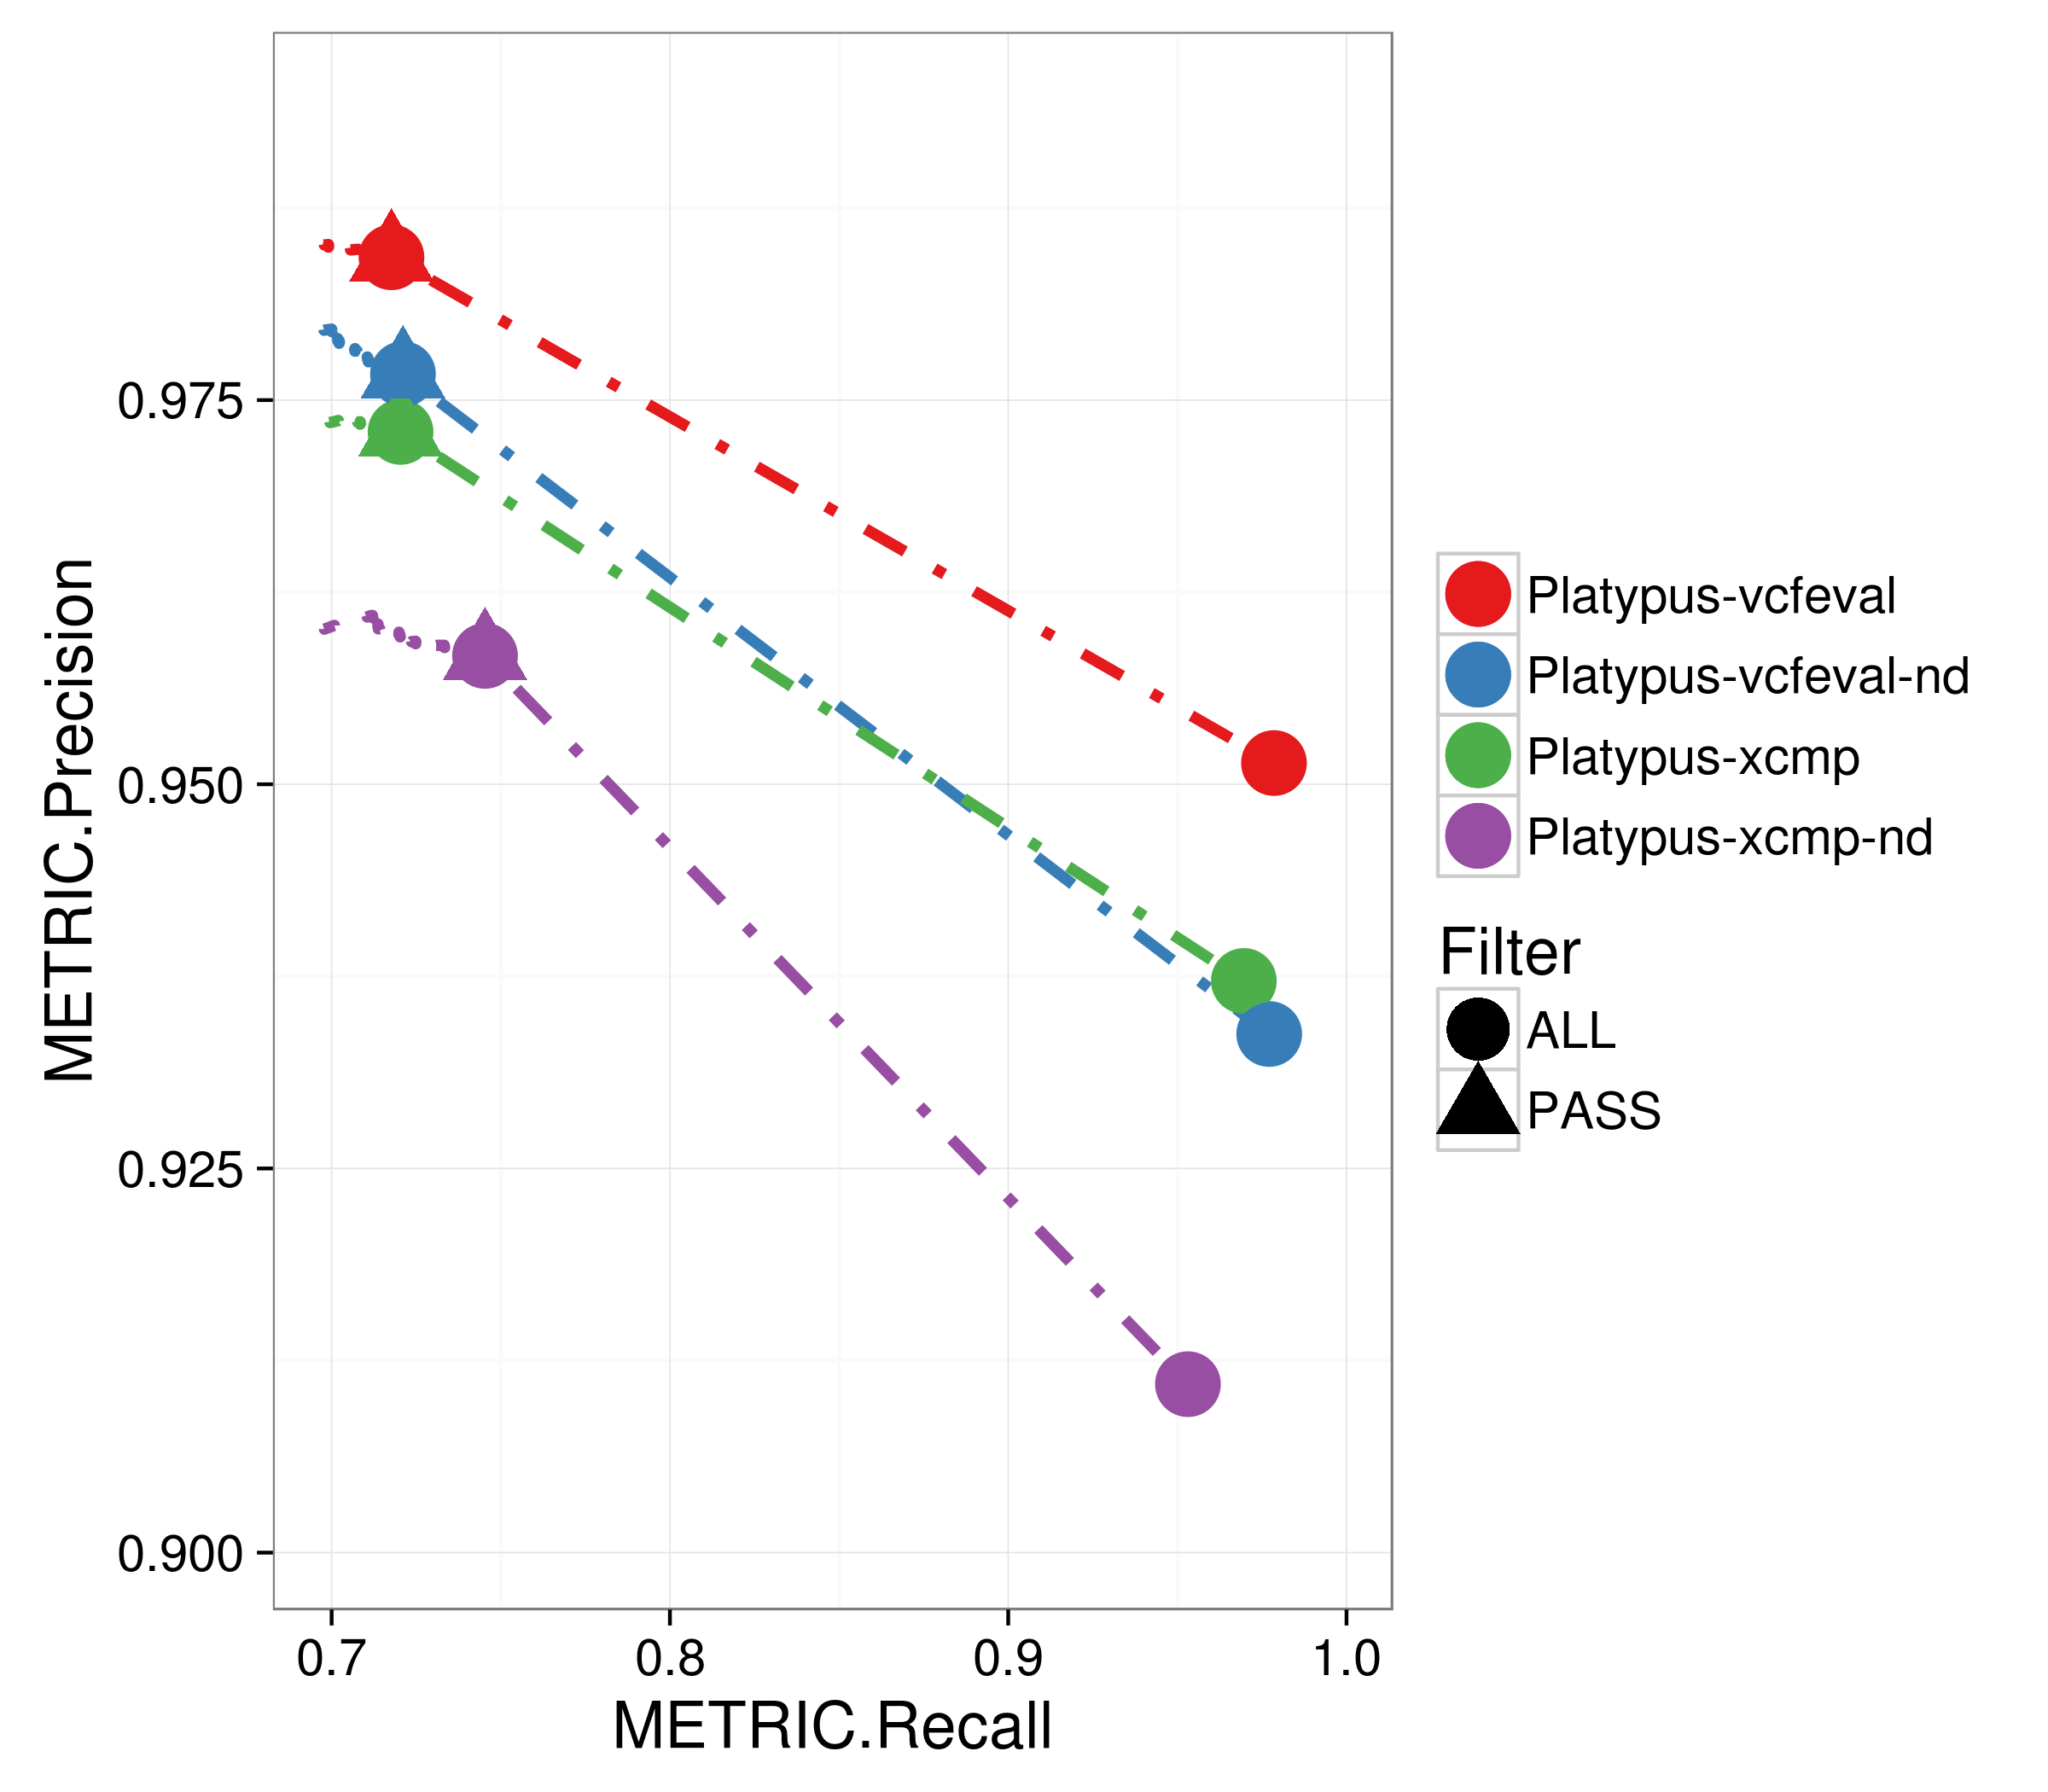 METRIC.Precision
0.975
0.950
0.925
0.900
0.7
0.8
0.9
1.0
METRIC.Recall
Platypus-vcfeval
Platypus-vcfeval-nd
Platypus-xcmp
Platypus-xcmp-nd
Filter
ALL
PASS